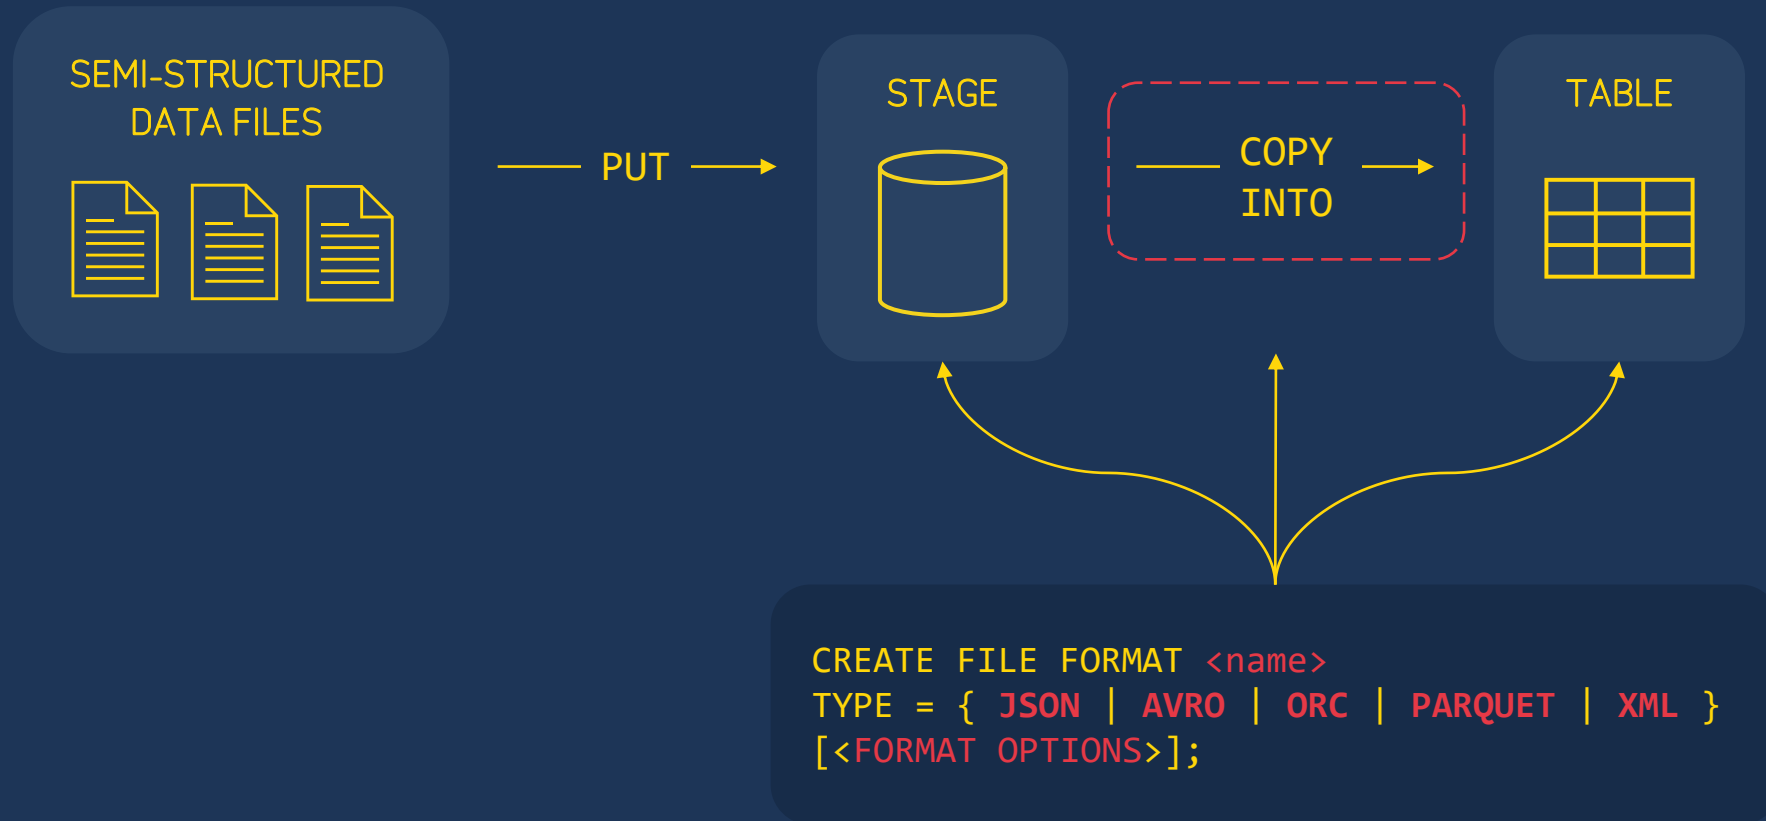 SEMI-STRUCTURED
DATA FILES
PUT
STAGE
COPY
INTO
TABLE
CREATE FILE FORMAT <name>
TYPE = { JSON | AVRO | ORC | PARQUET | XML }
[<FORMAT OPTIONS>];